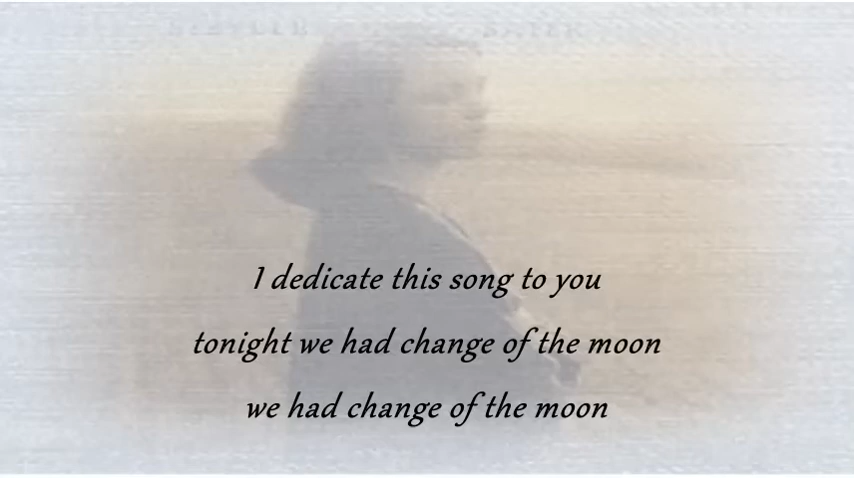 I dedicate this song to you
tonight we had change of the moon
we had change of the moon